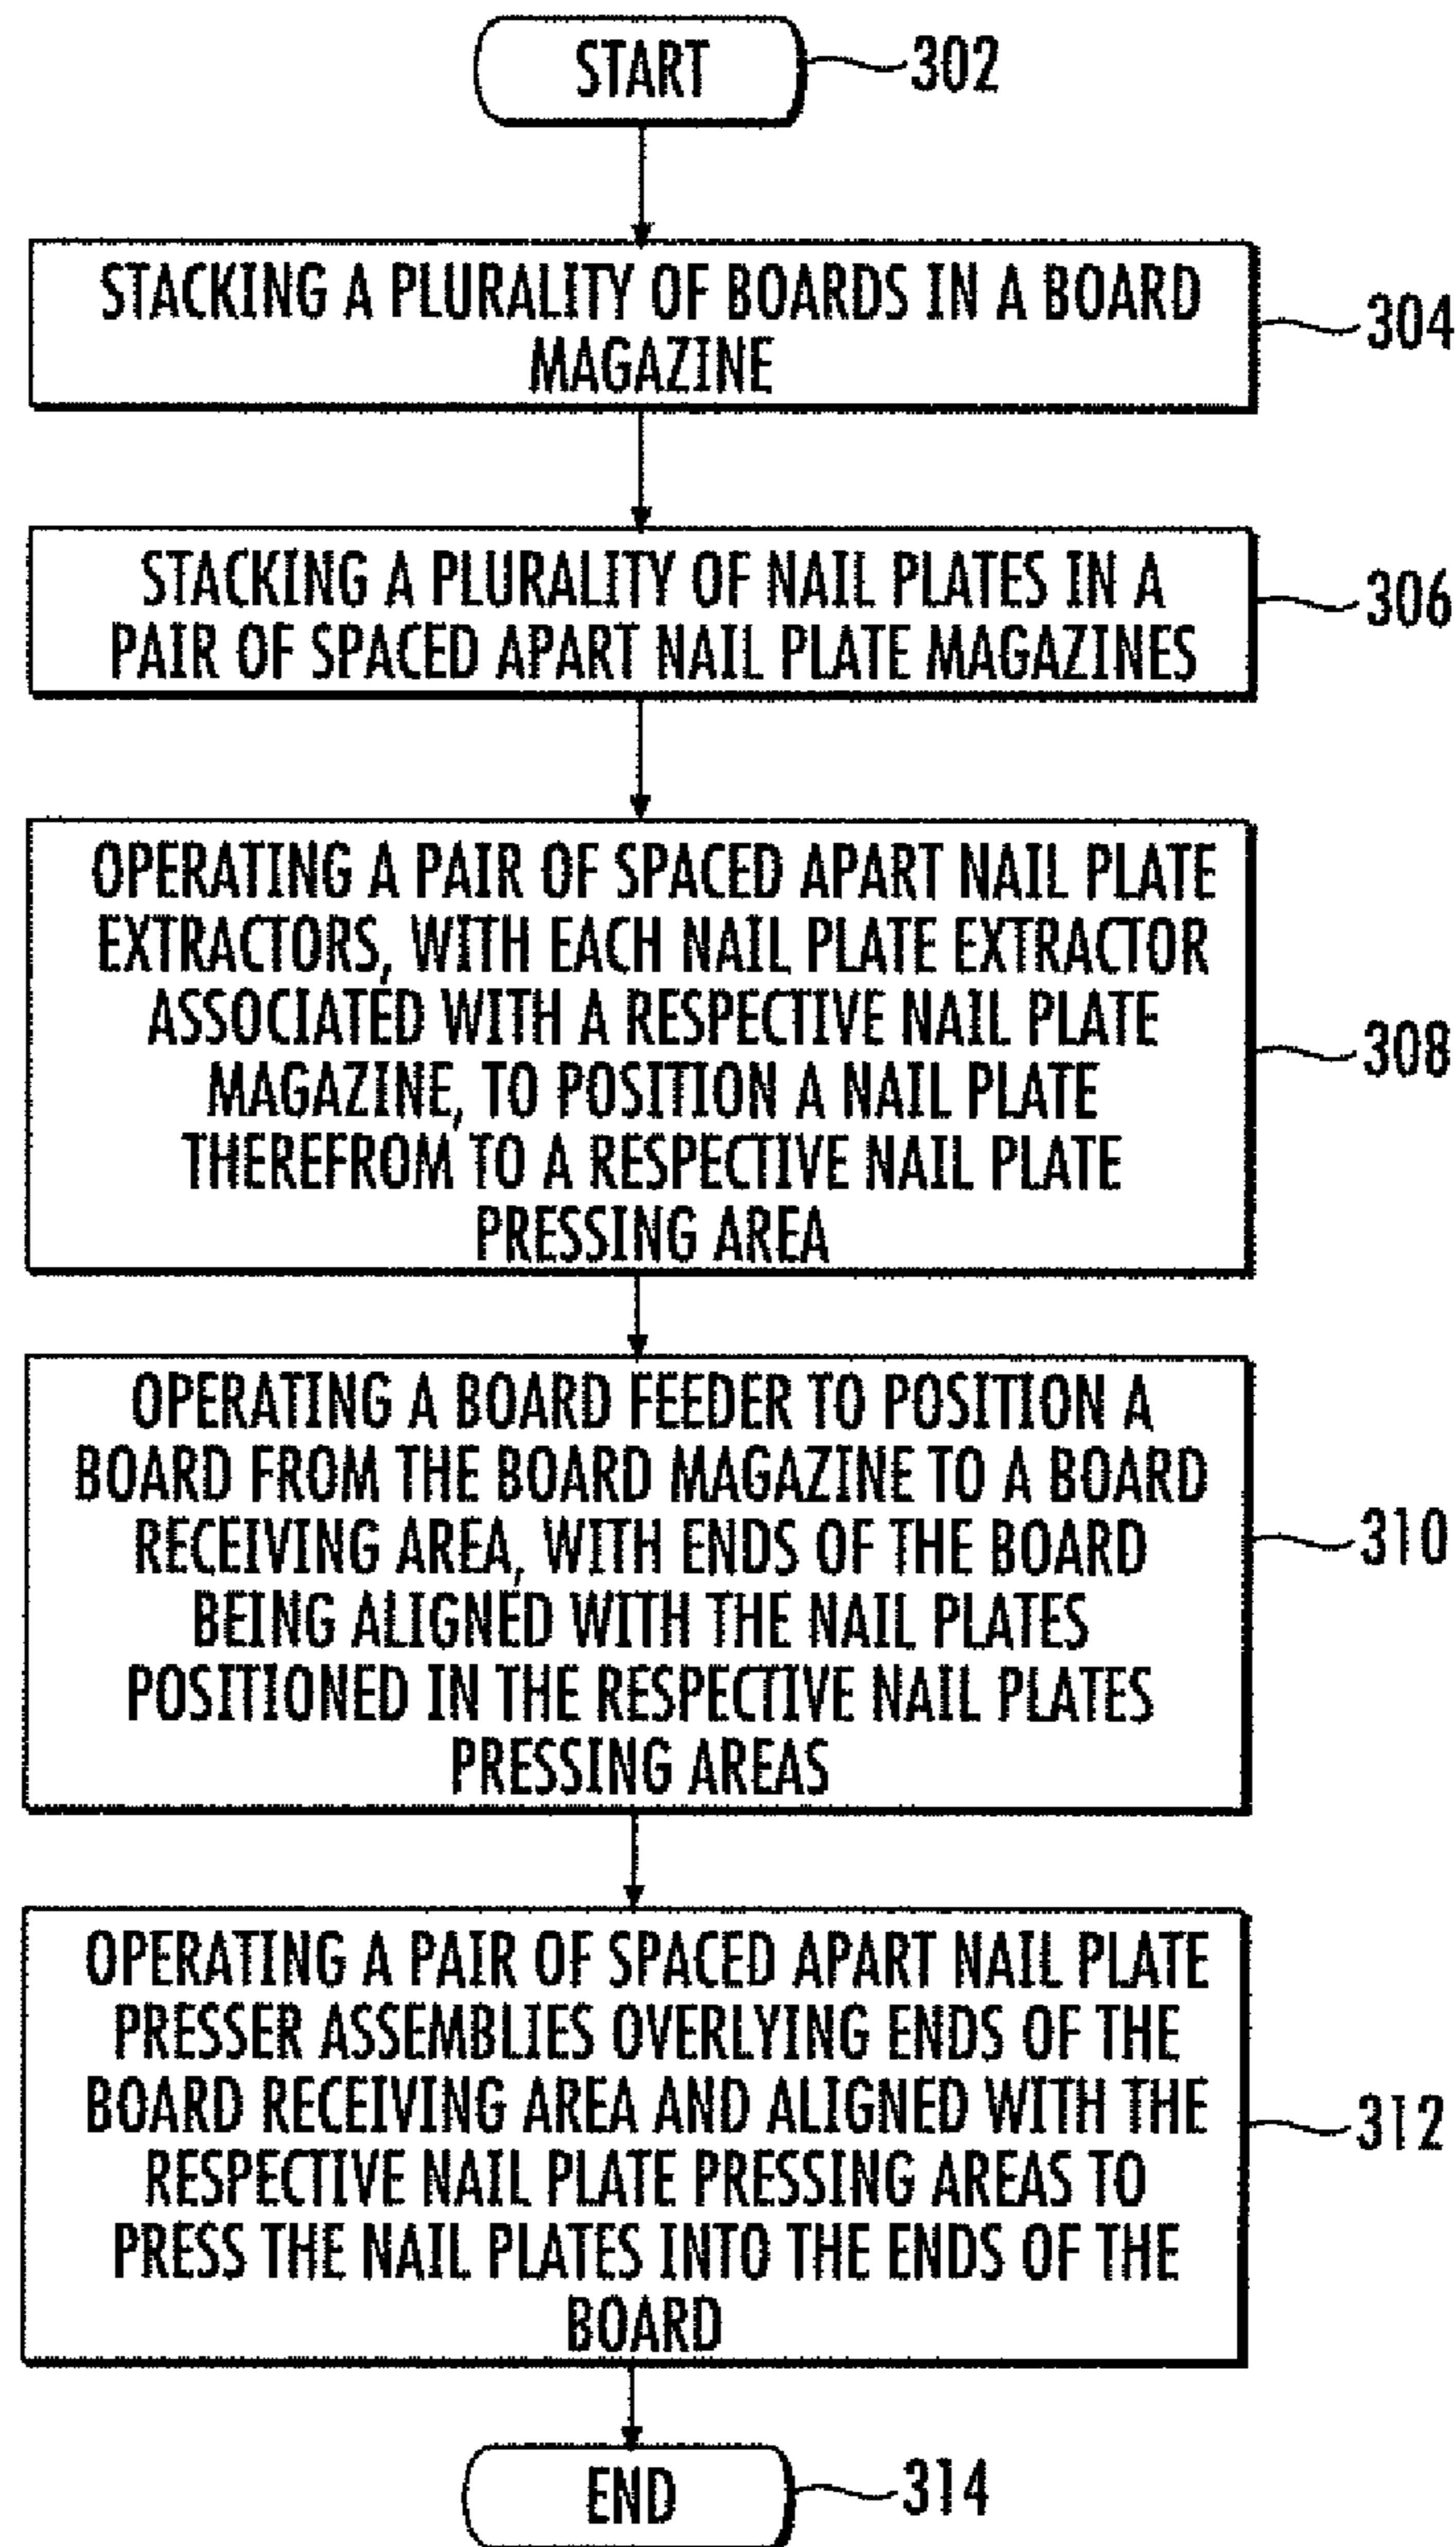 START
302
STACKING A PLURALITY OF BOARDS IN A BOARD
MAGAZINE
304
STACKING A PLURALITY OF NAIL PLATES IN A
PAIR OF SPACED APART NAIL PLATE MAGAZINES
306
OPERATING A PAIR OF SPACED APART NAIL PLATE
EXTRACTORS, WITH EACH NAIL PLATE EXTRACTOR
ASSOCIATED WITH A RESPECTIVE NAIL PLATE
MAGAZINE, TO POSITION A NAIL PLATE
THEREFROM TO A RESPECTIVE NAIL PLATE
PRESSING AREA
308
OPERATING A BOARD FEEDER TO POSITION A
BOARD FROM THE BOARD MAGAZINE TO A BOARD
RECEIVING AREA, WITH ENDS OF THE BOARD
BEING ALIGNED WITH THE NAIL PLATES
POSITIONED IN THE RESPECTIVE NAIL PLATES
PRESSING AREAS
310
OPERATING A PAIR OF SPACED APART NAIL PLATE
PRESSER ASSEMBLIES OVERLYING ENDS OF THE
BOARD RECEIVING AREA AND ALIGNED WITH THE
RESPECTIVE NAIL PLATE PRESSING AREAS TO
PRESS THE NAIL PLATES INTO THE ENDS OF THE
BOARD
312
END
314